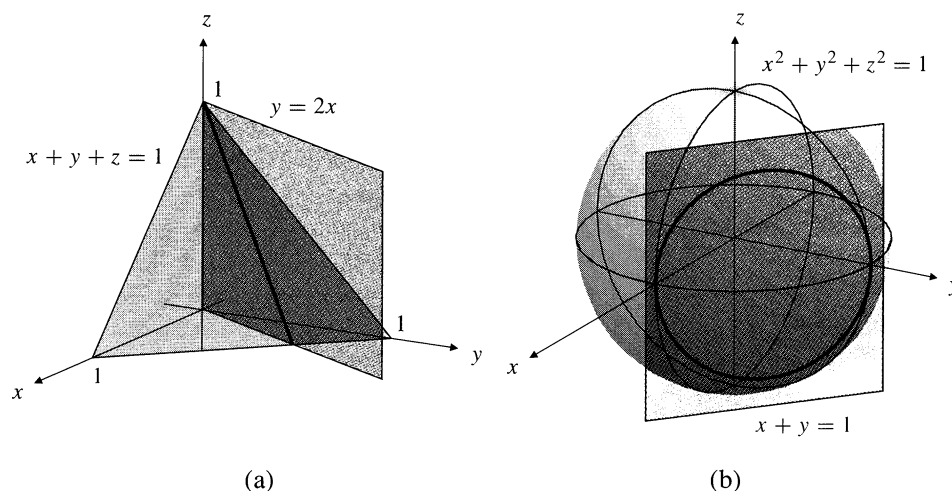 z
1
y = 2x
x + y + z = 1
1
y
x
1
(a)
z
x² + y² + z² = 1
x
x + y = 1
(b)